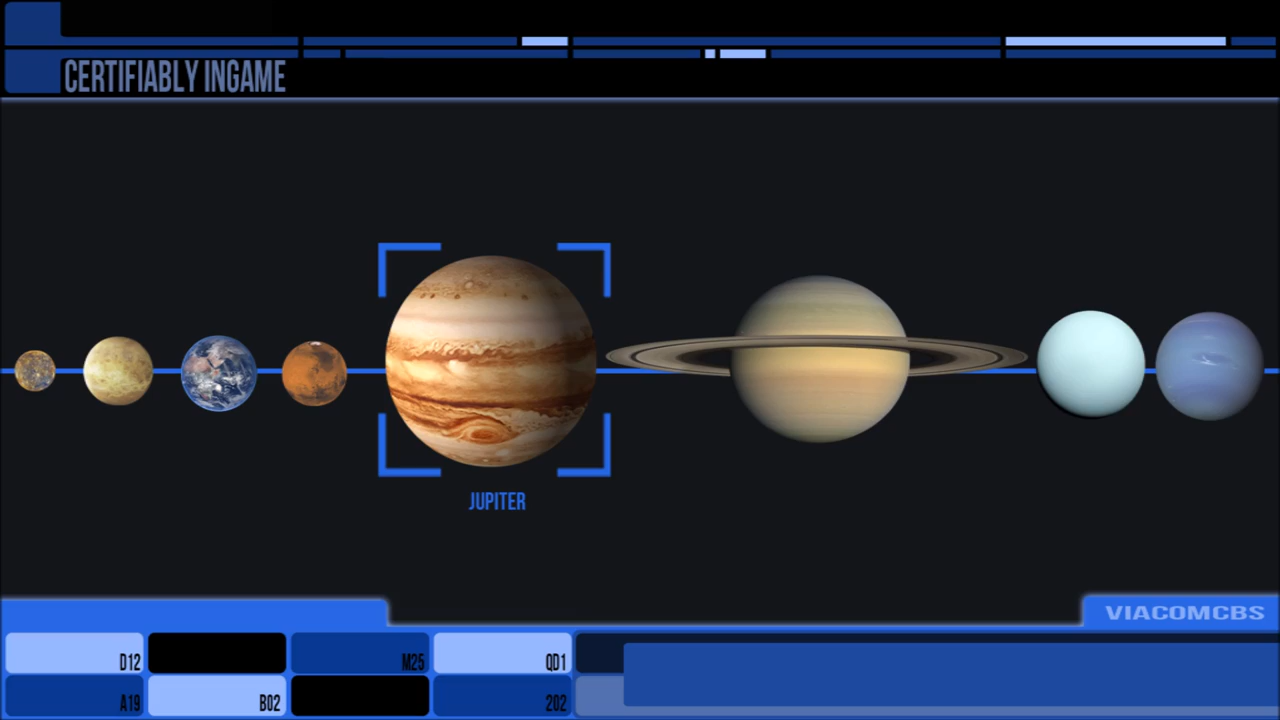 CERTIFIABLY INGAME
JUPITER
VIACOMCBS
D12
M25
QD1
A19
B02
202